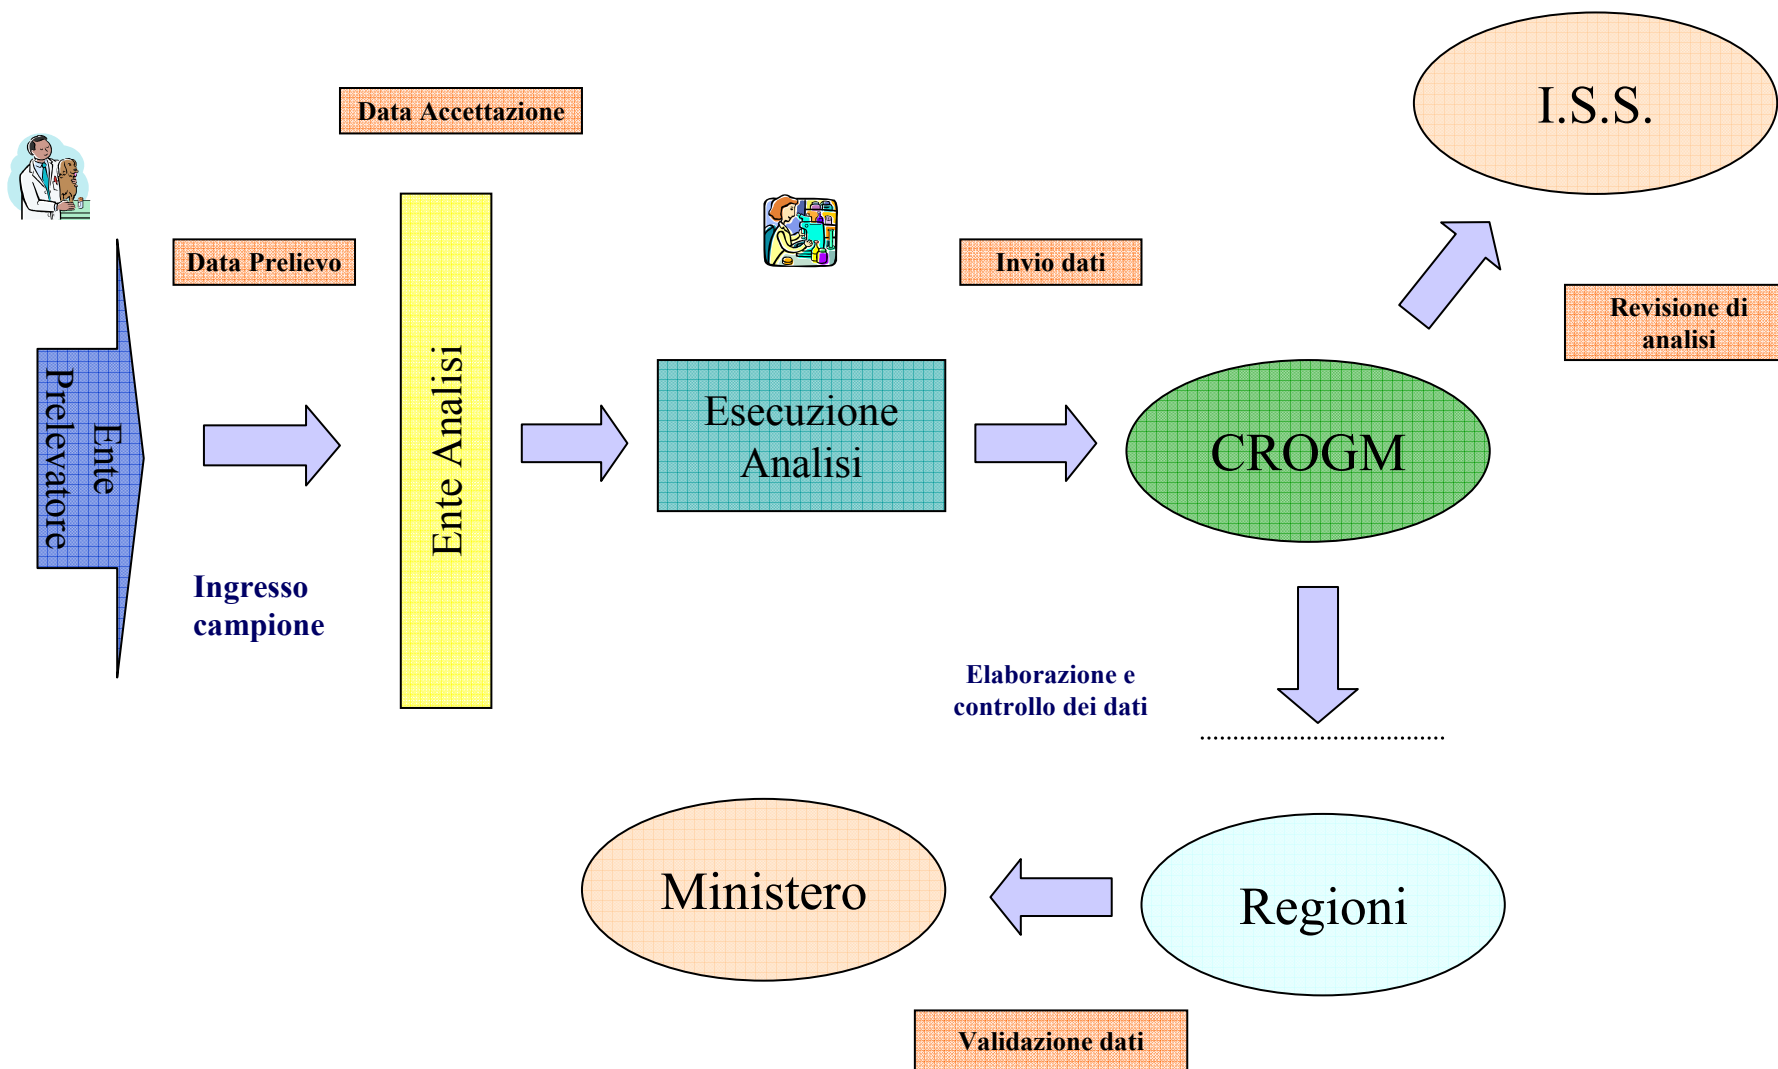 I.S.S.
Data Accettazione
Data Prelievo
Invio dati
Revisione di
analisi
Ente
Prelevatore
Ente Analisi
Esecuzione
Analisi
CROGM
Ingresso
campione
Elaborazione e
controllo dei dati
Ministero
Regioni
Validazione dati